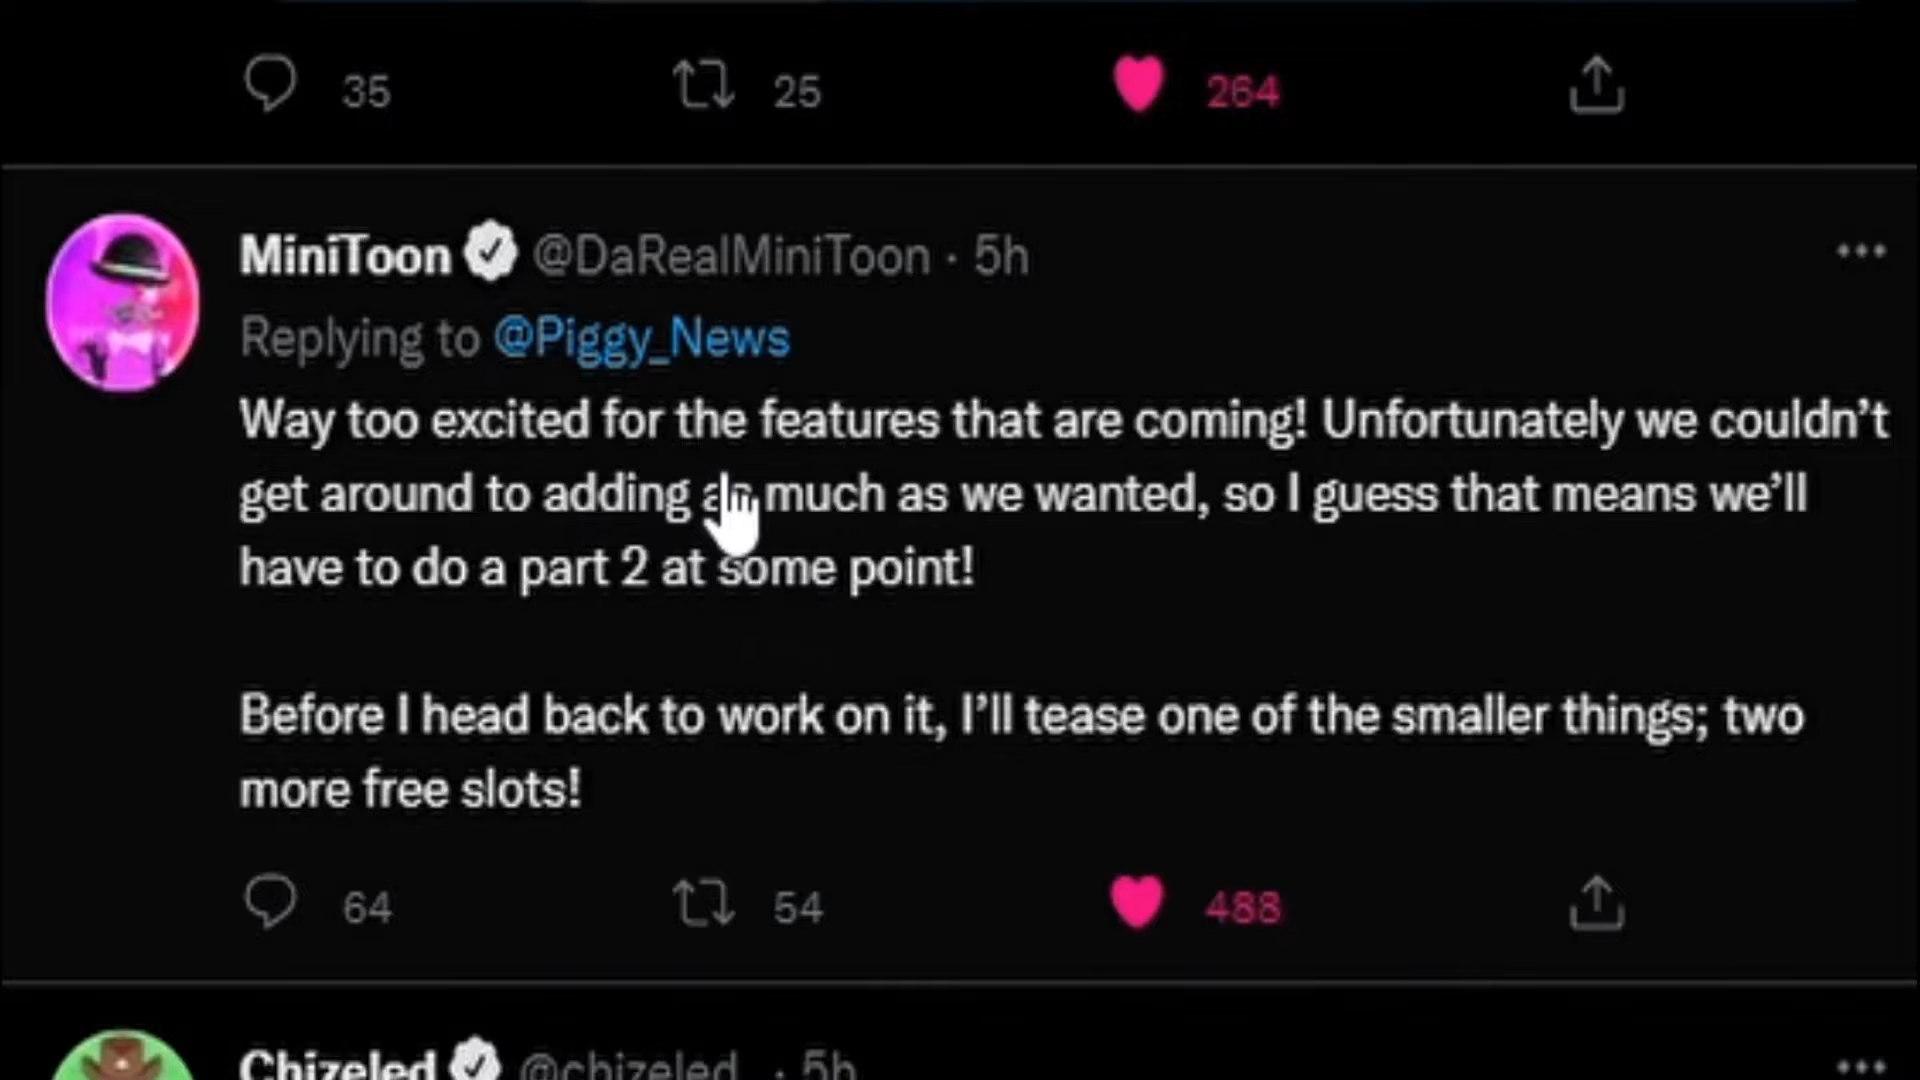 35 25 264
MiniToon @DaRealMiniToon · 5h
Replying to @Piggy_News
Way too excited for the features that are coming! Unfortunately we couldn’t
get around to adding as much as we wanted, so I guess that means we’ll
have to do a part 2 at some point!
Before I head back to work on it, I’ll tease one of the smaller things; two
more free slots!
64 54 488
Chizeled @chizeled_ · 5h